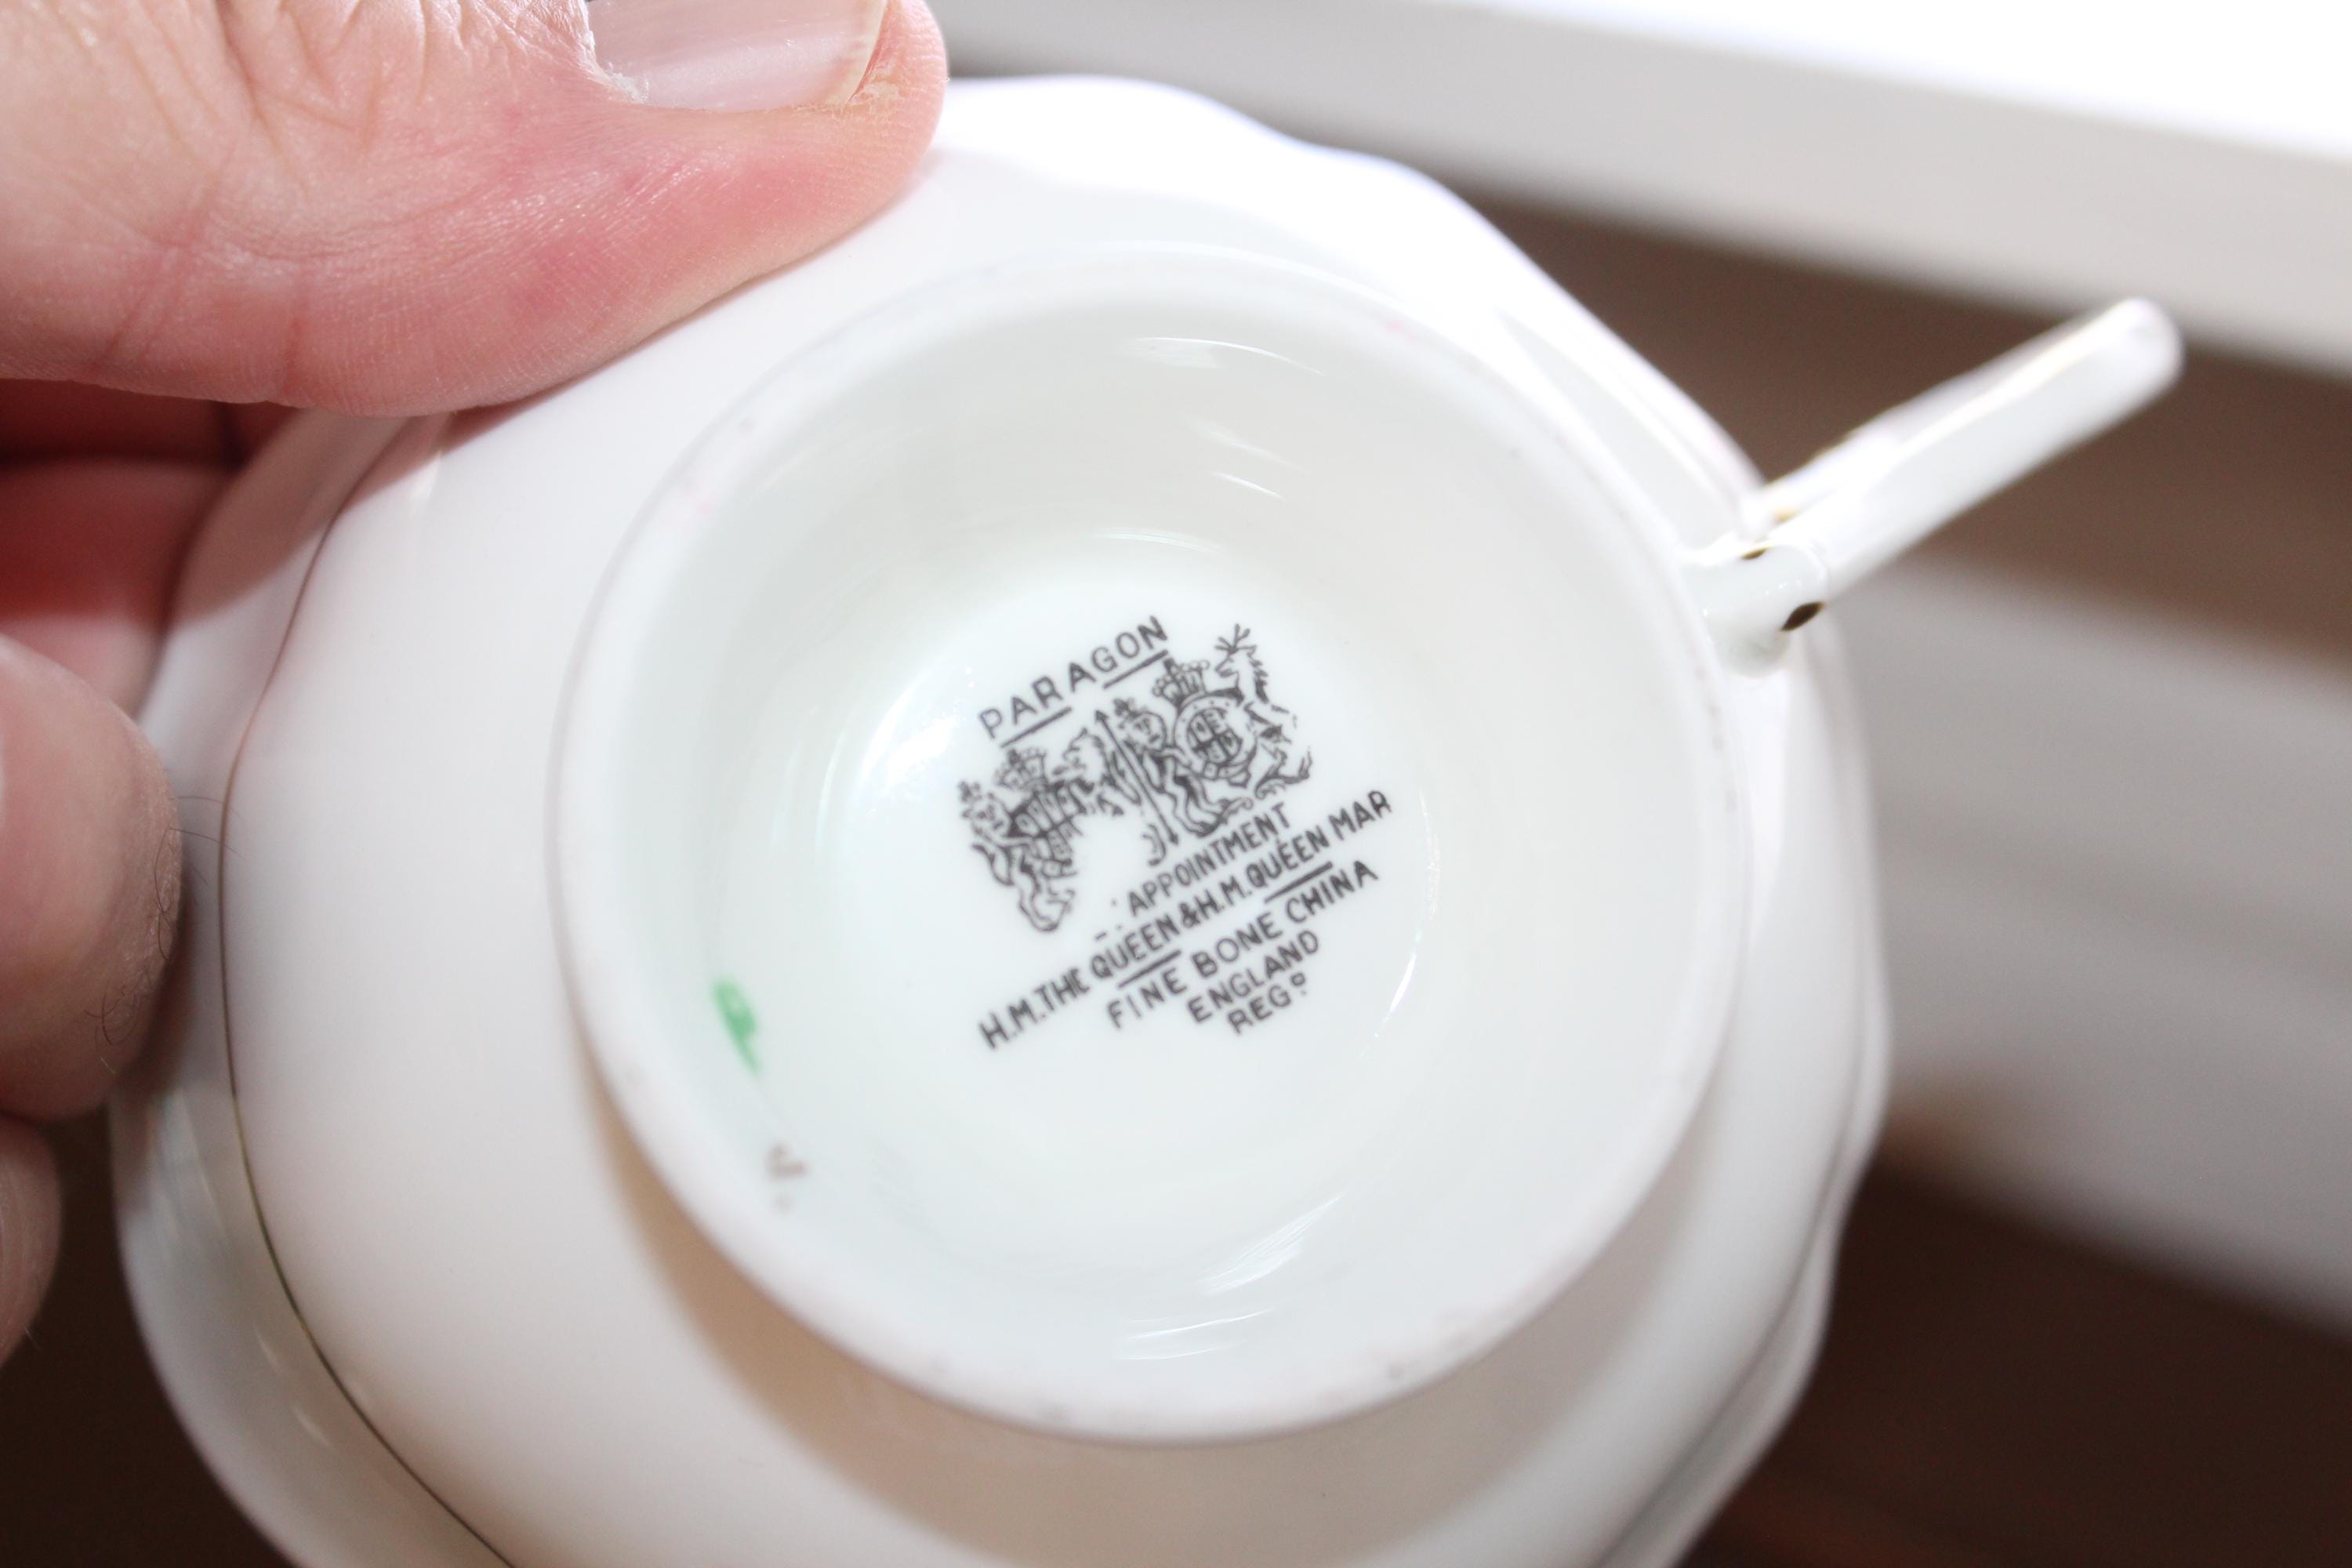 PARAGON
APPOINTMENT
H.M. THE QUEEN & H.M. QUEEN MAR
FINE BONE CHINA
ENGLAND
REGD